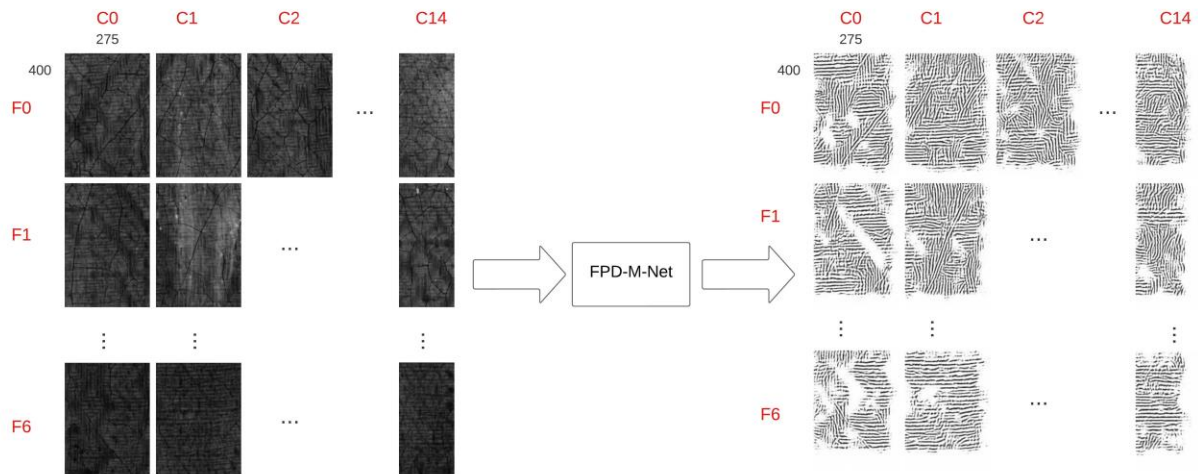 C0 C1 C2 C14
275
400
F0
...
F1
...
FPD-M-Net
⋮ ⋮ ⋮
F6
...
C0 C1 C2 C14
275
400
F0
...
F1
...
⋮ ⋮ ⋮
F6
...